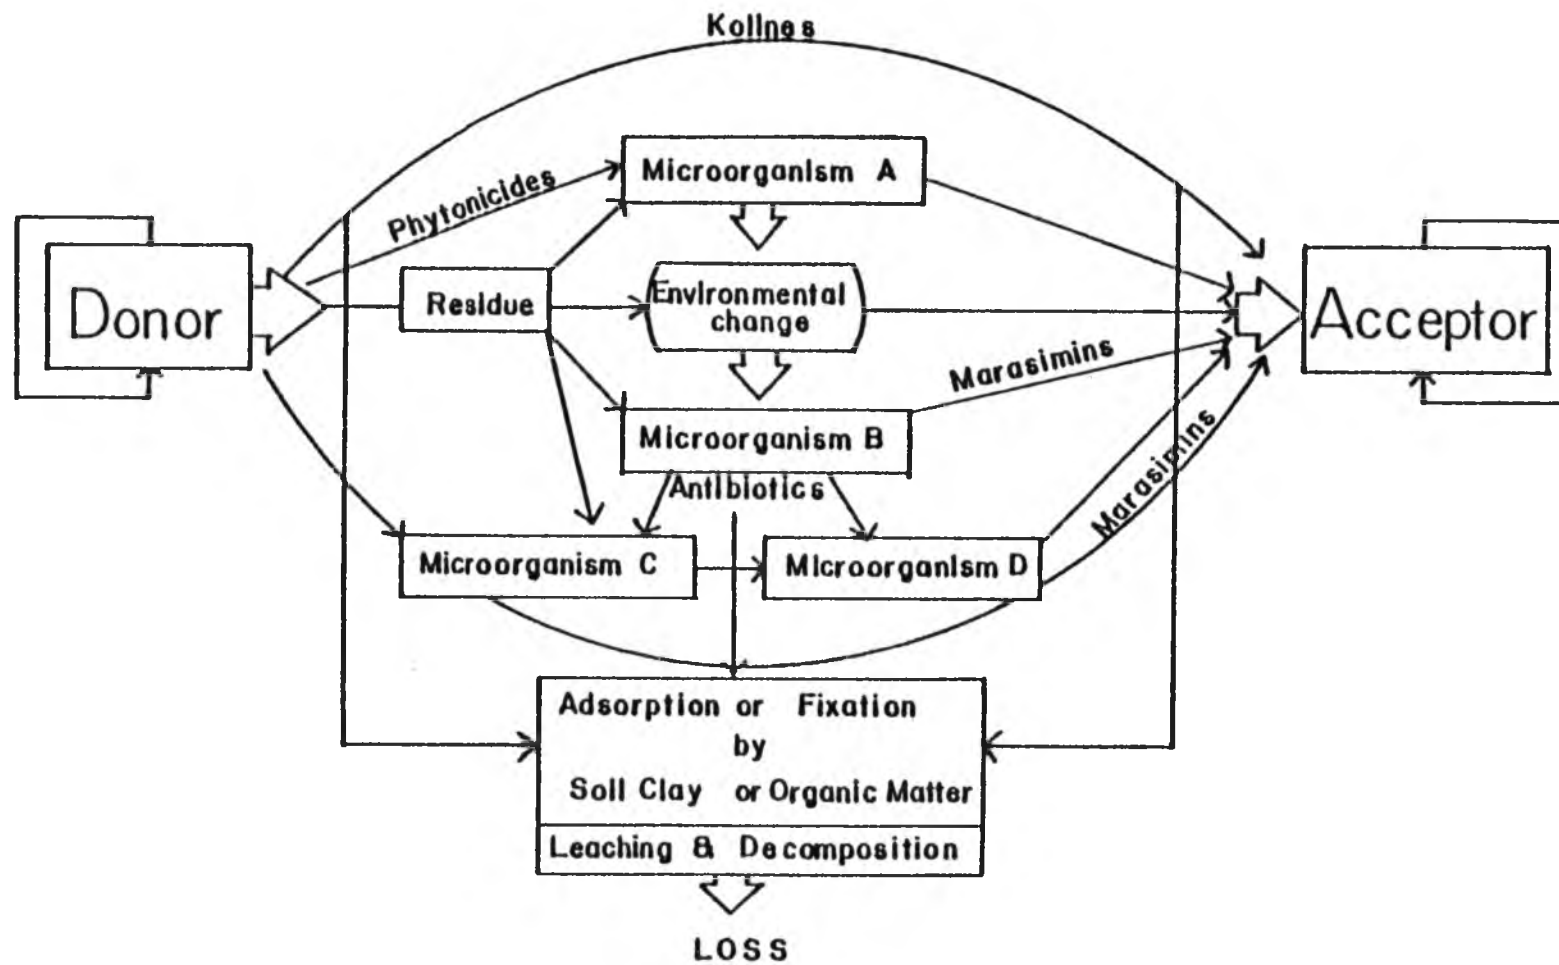 Kolines
Microorganism A
Phytonicides
Donor
Residue
Environmental
change
Acceptor
Marasimins
Microorganism B
Antibiotics
Marasimins
Microorganism C
Microorganism D
Adsorption or Fixation
by
Soil Clay or Organic Matter
Leaching & Decomposition
LOSS